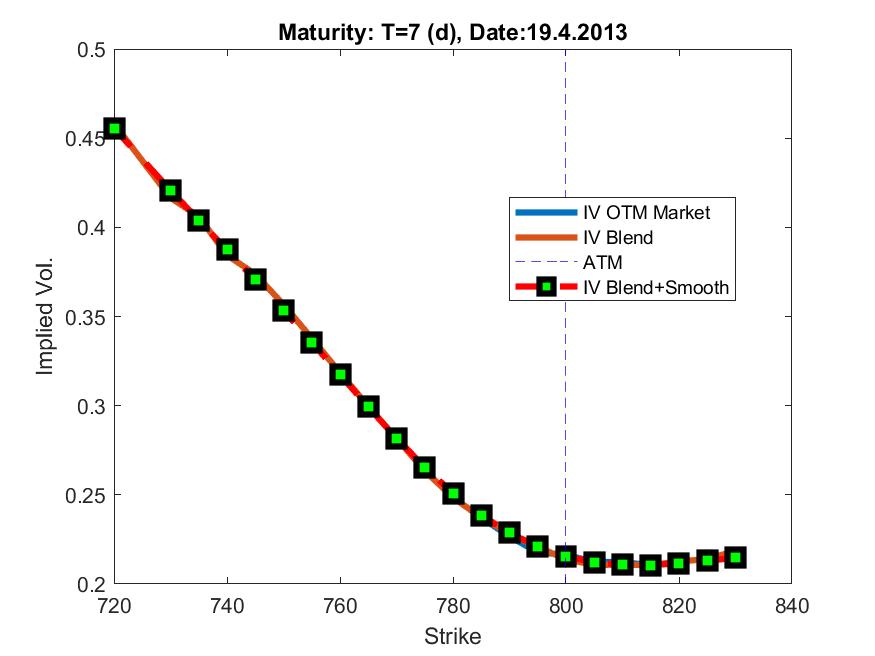 Maturity: T=7 (d), Date:19.4.2013
0.5
0.45
0.4
0.35
0.3
0.25
0.2
Implied Vol.
IV OTM Market
IV Blend
ATM
IV Blend+Smooth
720 740 760 780 800 820 840
Strike